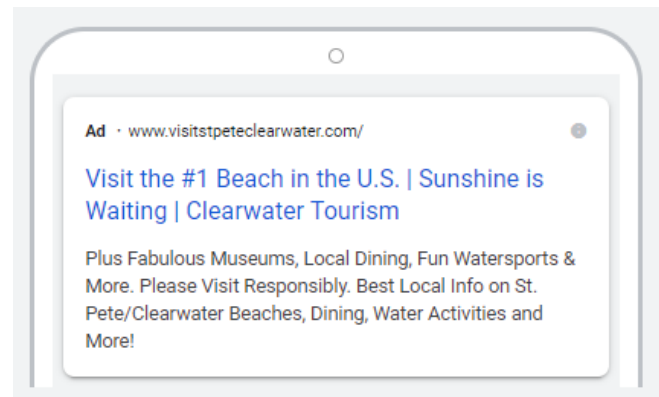 Ad · www.visitstpeteclearwater.com/
Visit the #1 Beach in the U.S. | Sunshine is
Waiting | Clearwater Tourism
Plus Fabulous Museums, Local Dining, Fun Watersports &
More. Please Visit Responsibly. Best Local Info on St.
Pete/Clearwater Beaches, Dining, Water Activities and
More!